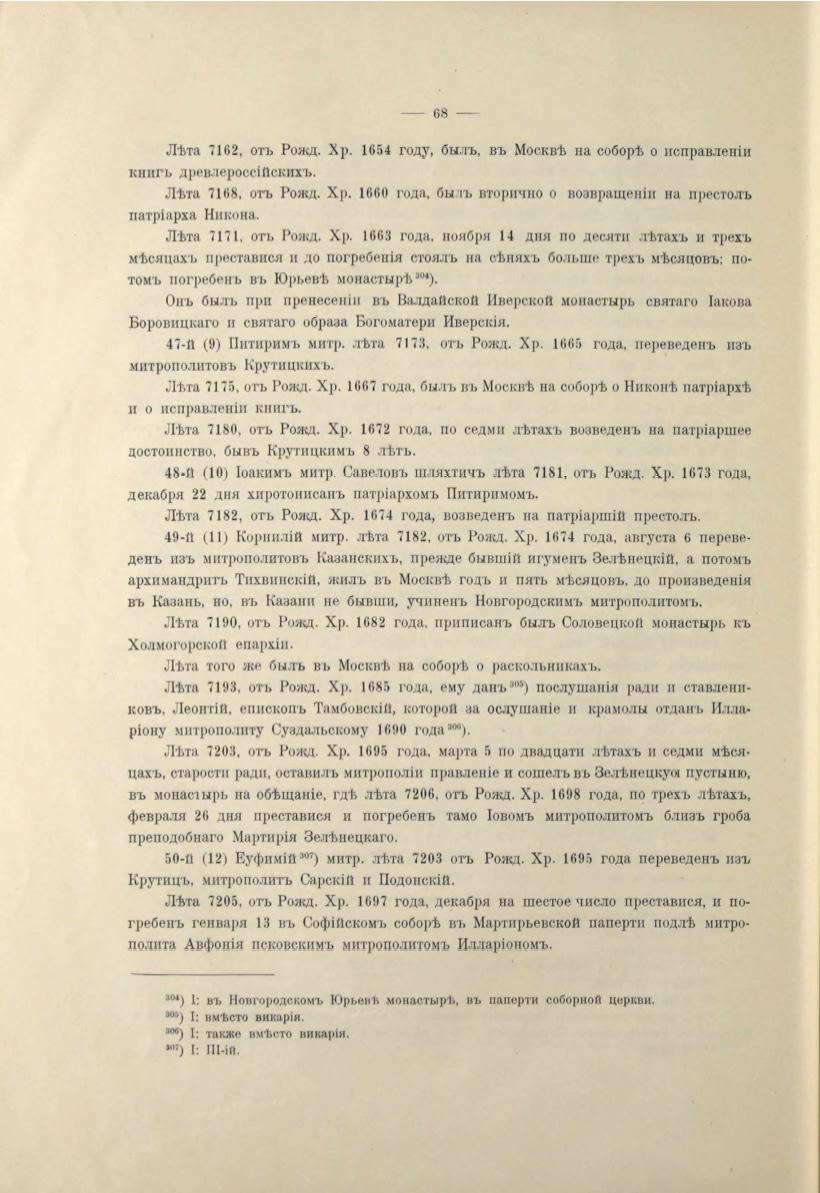 — 68 —
Лѣта 7162, отъ Рожд. Хр. 1654 году, былъ, въ Москвѣ на соборѣ о исправленіи
книгъ древлероссійскихъ.
Лѣта 7168, отъ Рожд. Хр. 1660 года, былъ вторично о возвращеніи на престолъ
патріарха Никона.
Лѣта 7171, отъ Рожд. Хр. 1663 года, ноября 14 дня по десяти лѣтахъ и трехъ
мѣсяцахъ преставися и до погребенія стоялъ на сѣняхъ больше трехъ мѣсяцовъ; по-
томъ погребенъ въ Юрьевѣ монастырѣ ³⁰⁴).
Онъ былъ при пренесеніи въ Валдайской Иверской монастырь святаго Іакова
Боровицкаго и святаго образа Богоматери Иверскія.
47-й (9) Питиримъ митр. лѣта 7173, отъ Рожд. Хр. 1665 года, переведенъ изъ
митрополитовъ Крутицкихъ.
Лѣта 7175, отъ Рожд. Хр. 1667 года, былъ въ Москвѣ на соборѣ о Никонѣ патріархѣ
и о исправленіи книгъ.
Лѣта 7180, отъ Рожд. Хр. 1672 года, по седми лѣтахъ возведенъ на патріаршее
достоинство, бывъ Крутицкимъ 8 лѣтъ.
48-й (10) Іоакимъ митр. Савеловъ шляхтичъ лѣта 7181, отъ Рожд. Хр. 1673 года,
декабря 22 дня хиротонисанъ патріархомъ Питиримомъ.
Лѣта 7182, отъ Рожд. Хр. 1674 года, возведенъ на патріаршій престолъ.
49-й (11) Корнилій митр. лѣта 7182, отъ Рожд. Хр. 1674 года, августа 6 переве-
денъ изъ митрополитовъ Казанскихъ, прежде бывшій игуменъ Зелѣнецкій, а потомъ
архимандритъ Тихвинскій, жилъ въ Москвѣ годъ и пять мѣсяцовъ, до произведенія
въ Казань, но, въ Казани не бывши, учиненъ Новгородскимъ митрополитомъ.
Лѣта 7190, отъ Рожд. Хр. 1682 года, приписанъ былъ Соловецкой монастырь къ
Холмогорской епархіи.
Лѣта того же былъ въ Москвѣ на соборѣ о раскольникахъ.
Лѣта 7193, отъ Рожд. Хр. 1685 года, ему данъ ³⁰⁵) послушанія ради и ставлени-
ковъ, Леонтій, епископъ Тамбовскій, которой за ослушаніе и крамолы отданъ Илла-
ріону митрополиту Суздальскому 1690 года ³⁰⁶).
Лѣта 7203, отъ Рожд. Хр. 1695 года, марта 5 по двадцати лѣтахъ и седми мѣся-
цахъ, старости ради, оставилъ митрополіи правленіе и сошелъ въ Зелѣнецкую пустыню,
въ монастырь на обѣщаніе, гдѣ лѣта 7206, отъ Рожд. Хр. 1698 года, по трехъ лѣтахъ,
февраля 26 дня преставися и погребенъ тамо Іовомъ митрополитомъ близъ гроба
преподобнаго Мартирія Зелѣнецкаго.
50-й (12) Еуфимій ³⁰⁷) митр. лѣта 7203 отъ Рожд. Хр. 1695 года переведенъ изъ
Крутицъ, митрополитъ Сарскій и Подонскій.
Лѣта 7205, отъ Рожд. Хр. 1697 года, декабря на шестое число преставися, и по-
гребенъ генваря 13 въ Софійскомъ соборѣ въ Мартирьевской паперти подлѣ митро-
полита Авфонія псковскимъ митрополитомъ Илларіономъ.
³⁰⁴) I: въ Новгородскомъ Юрьевѣ монастырѣ, въ паперти соборной церкви.
³⁰⁵) I: вмѣсто викарія.
³⁰⁶) I: также вмѣсто викарія.
³⁰⁷) I: III-ій.